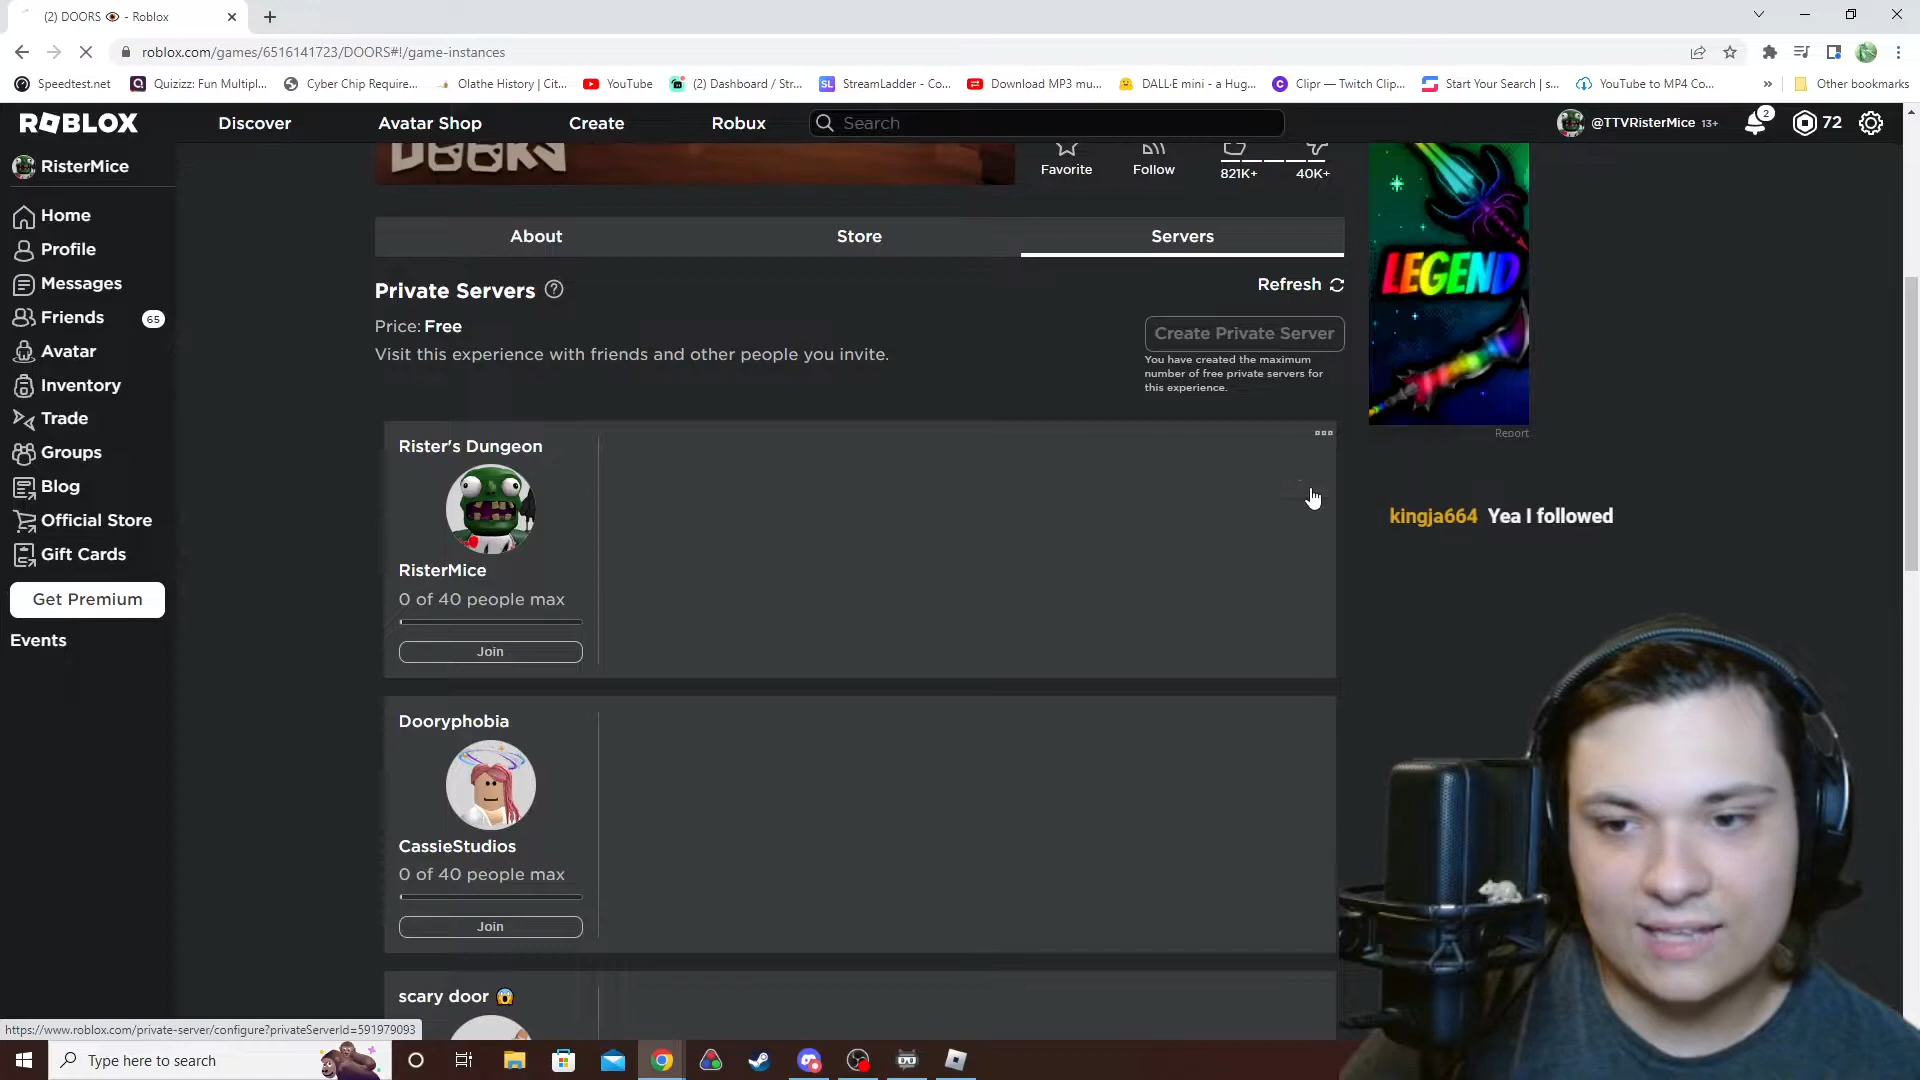 (2) DOORS 👁 - Roblox
roblox.com/games/6516141723/DOORS#!/game-instances
Speedtest.net
Quizizz: Fun Multipl...
Cyber Chip Require...
Olathe History | Cit...
YouTube
(2) Dashboard / Str...
StreamLadder - Co...
Download MP3 mu...
DALL·E mini - a Hug...
Clipr — Twitch Clip...
Start Your Search | s...
YouTube to MP4 Co...
Other bookmarks
ROBLOX
Discover
Avatar Shop
Create
Robux
Search
@TTVRisterMice 13+
2
72
RisterMice
Home
Profile
Messages
Friends
65
Avatar
Inventory
Trade
Groups
Blog
Official Store
Gift Cards
Get Premium
Events
DOORS
Favorite
Follow
821K+
40K+
About
Store
Servers
Private Servers
Refresh
Price: Free
Visit this experience with friends and other people you invite.
Create Private Server
You have created the maximum
number of free private servers for
this experience.
LEGEND
Report
Rister's Dungeon
RisterMice
0 of 40 people max
Join
kingja664 Yea I followed
Dooryphobia
CassieStudios
0 of 40 people max
Join
scary door 😱
https://www.roblox.com/private-server/configure?privateServerId=591979093
Type here to search